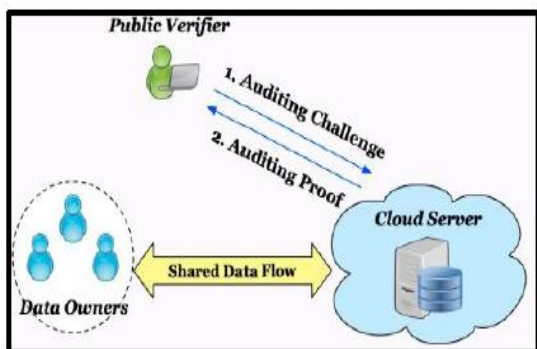 Public Verifier
1. Auditing Challenge
2. Auditing Proof
Cloud Server
Shared Data Flow
Data Owners